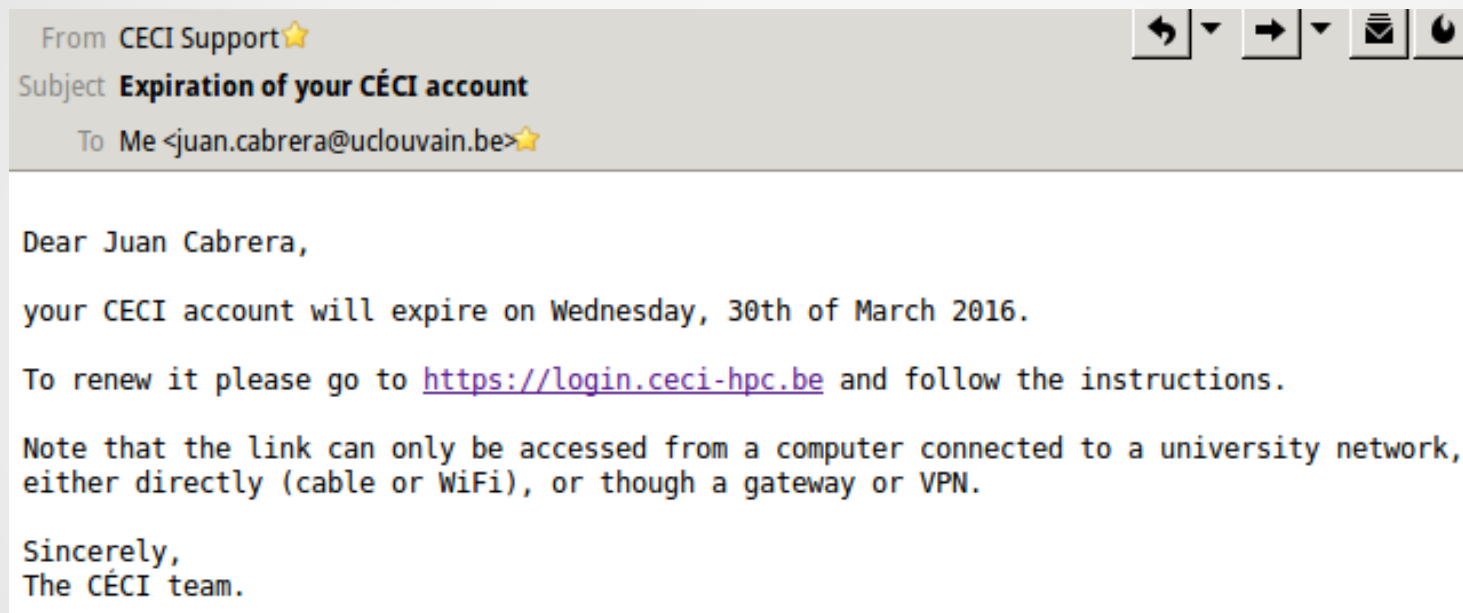 From CECI Support
Subject Expiration of your CÉCI account
To Me <juan.cabrera@uclouvain.be>
Dear Juan Cabrera,
your CECI account will expire on Wednesday, 30th of March 2016.
To renew it please go to https://login.ceci-hpc.be and follow the instructions.
Note that the link can only be accessed from a computer connected to a university network,
either directly (cable or WiFi), or though a gateway or VPN.
Sincerely,
The CÉCI team.